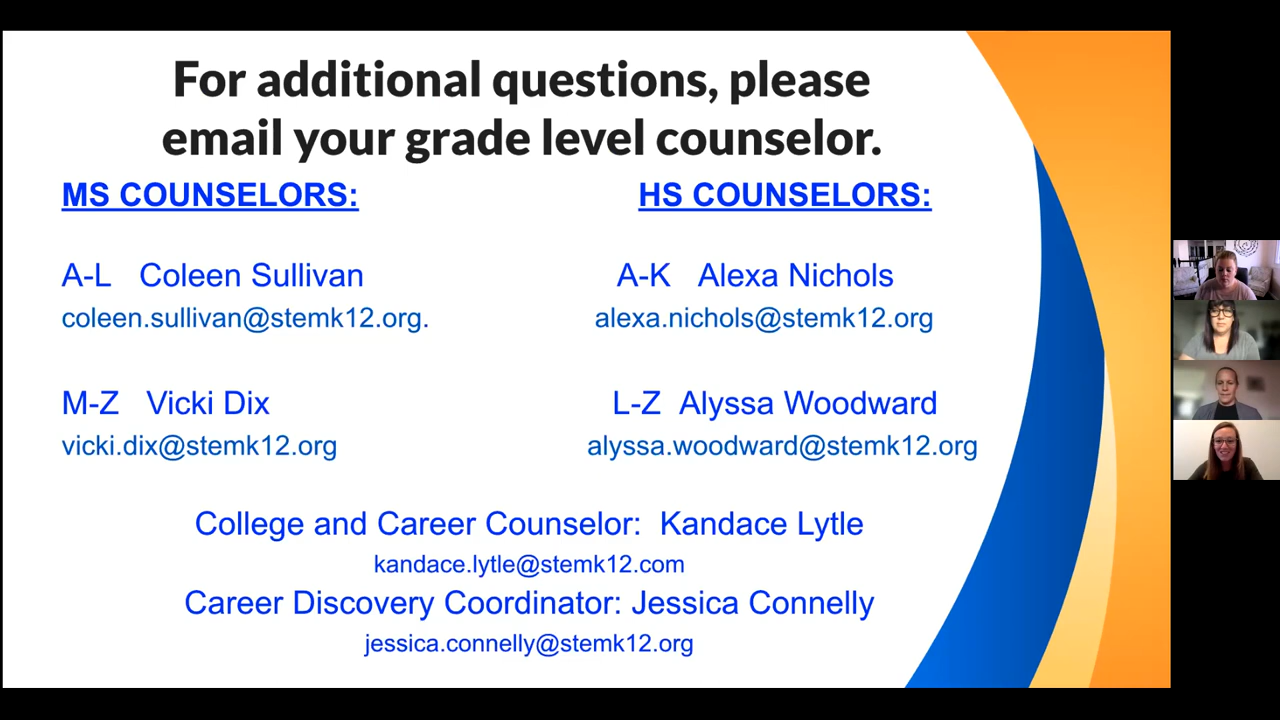 For additional questions, please
email your grade level counselor.
MS COUNSELORS:
HS COUNSELORS:
A-L Coleen Sullivan
coleen.sullivan@stemk12.org.
A-K Alexa Nichols
alexa.nichols@stemk12.org
M-Z Vicki Dix
vicki.dix@stemk12.org
L-Z Alyssa Woodward
alyssa.woodward@stemk12.org
College and Career Counselor: Kandace Lytle
kandace.lytle@stemk12.com
Career Discovery Coordinator: Jessica Connelly
jessica.connelly@stemk12.org